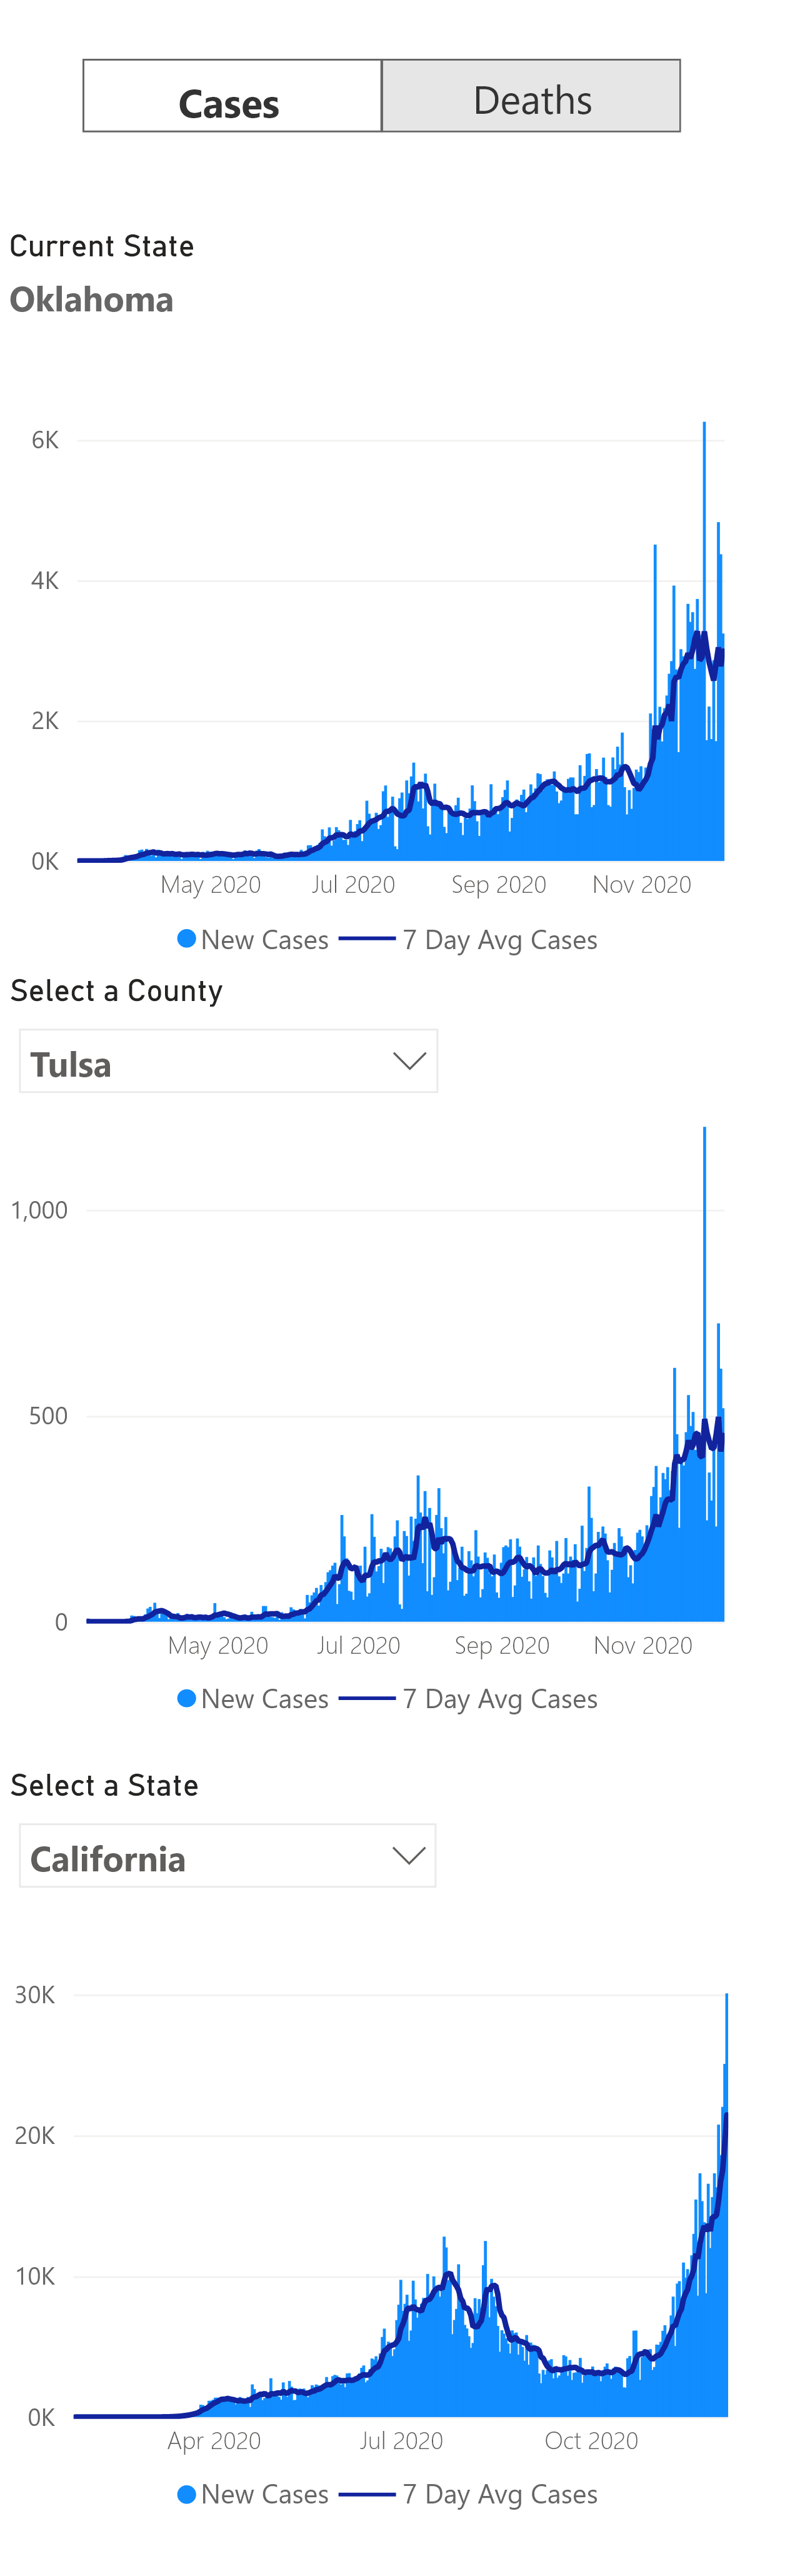 Cases Deaths
Current State
Oklahoma
6K
4K
2K
0K
May 2020 Jul 2020 Sep 2020 Nov 2020
New Cases 7 Day Avg Cases
Select a County
Tulsa
1,000
500
0
May 2020 Jul 2020 Sep 2020 Nov 2020
New Cases 7 Day Avg Cases
Select a State
California
30K
20K
10K
0K
Apr 2020 Jul 2020 Oct 2020
New Cases 7 Day Avg Cases